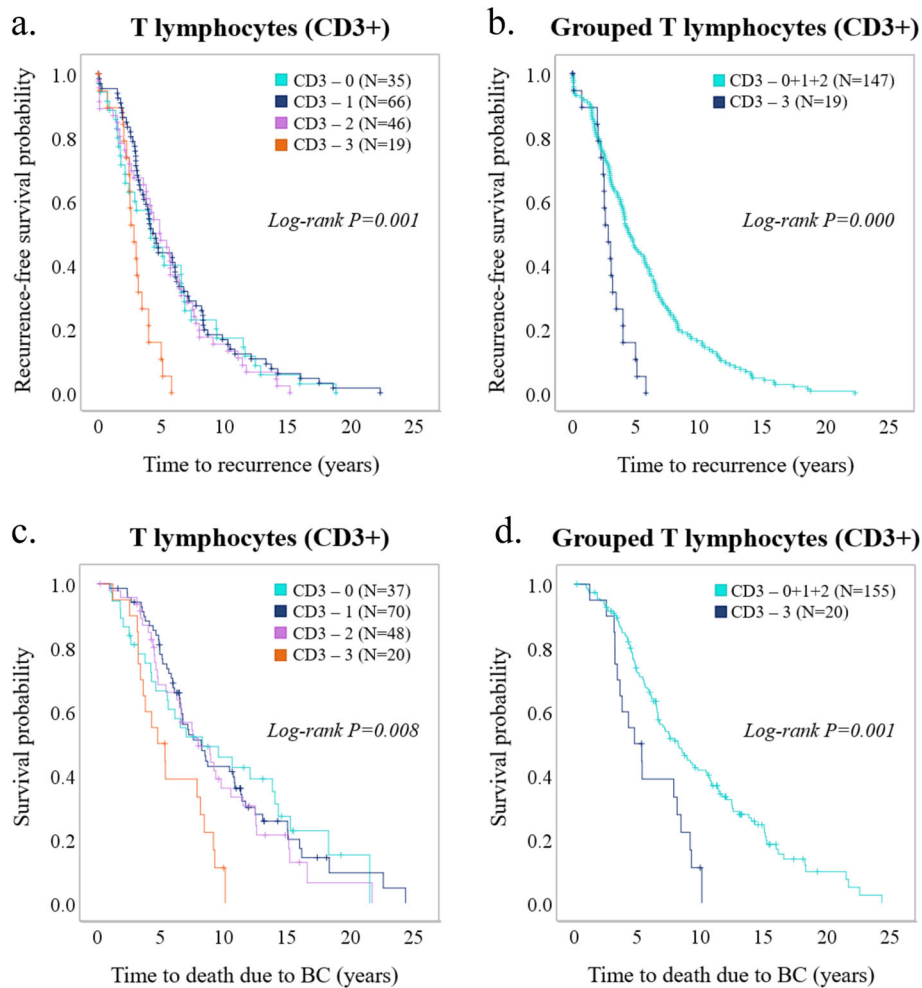 a.
T lymphocytes (CD3+)
Recurrence-free survival probability
1.0
0.8
0.6
0.4
0.2
0.0
CD3 – 0 (N=35)
CD3 – 1 (N=66)
CD3 – 2 (N=46)
CD3 – 3 (N=19)
Log-rank P=0.001
0 5 10 15 20 25
Time to recurrence (years)
b.
Grouped T lymphocytes (CD3+)
Recurrence-free survival probability
1.0
0.8
0.6
0.4
0.2
0.0
CD3 – 0+1+2 (N=147)
CD3 – 3 (N=19)
Log-rank P=0.000
0 5 10 15 20 25
Time to recurrence (years)
c.
T lymphocytes (CD3+)
Survival probability
1.0
0.8
0.6
0.4
0.2
0.0
CD3 – 0 (N=37)
CD3 – 1 (N=70)
CD3 – 2 (N=48)
CD3 – 3 (N=20)
Log-rank P=0.008
0 5 10 15 20 25
Time to death due to BC (years)
d.
Grouped T lymphocytes (CD3+)
Survival probability
1.0
0.8
0.6
0.4
0.2
0.0
CD3 – 0+1+2 (N=155)
CD3 – 3 (N=20)
Log-rank P=0.001
0 5 10 15 20 25
Time to death due to BC (years)